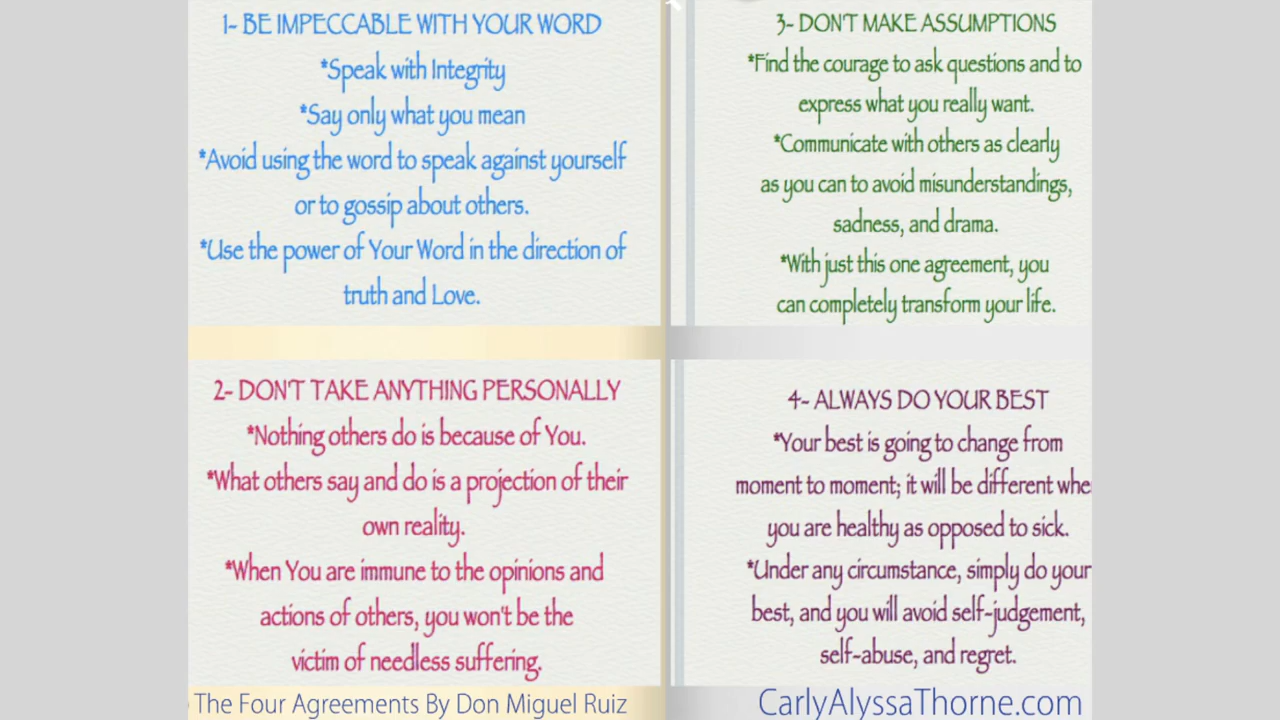 1- BE IMPECCABLE WITH YOUR WORD
*Speak with Integrity
*Say only what you mean
*Avoid using the word to speak against yourself
or to gossip about others.
*Use the power of Your Word in the direction of
truth and Love.
2- DON'T TAKE ANYTHING PERSONALLY
*Nothing others do is because of You.
*What others say and do is a projection of their
own reality.
*When You are immune to the opinions and
actions of others, you won't be the
victim of needless suffering.
The Four Agreements By Don Miguel Ruiz
3- DON'T MAKE ASSUMPTIONS
*Find the courage to ask questions and to
express what you really want.
*Communicate with others as clearly
as you can to avoid misunderstandings,
sadness, and drama.
*With just this one agreement, you
can completely transform your life.
4- ALWAYS DO YOUR BEST
*Your best is going to change from
moment to moment; it will be different whe
you are healthy as opposed to sick.
*Under any circumstance, simply do your
best, and you will avoid self-judgement,
self-abuse, and regret.
CarlyAlyssaThorne.com